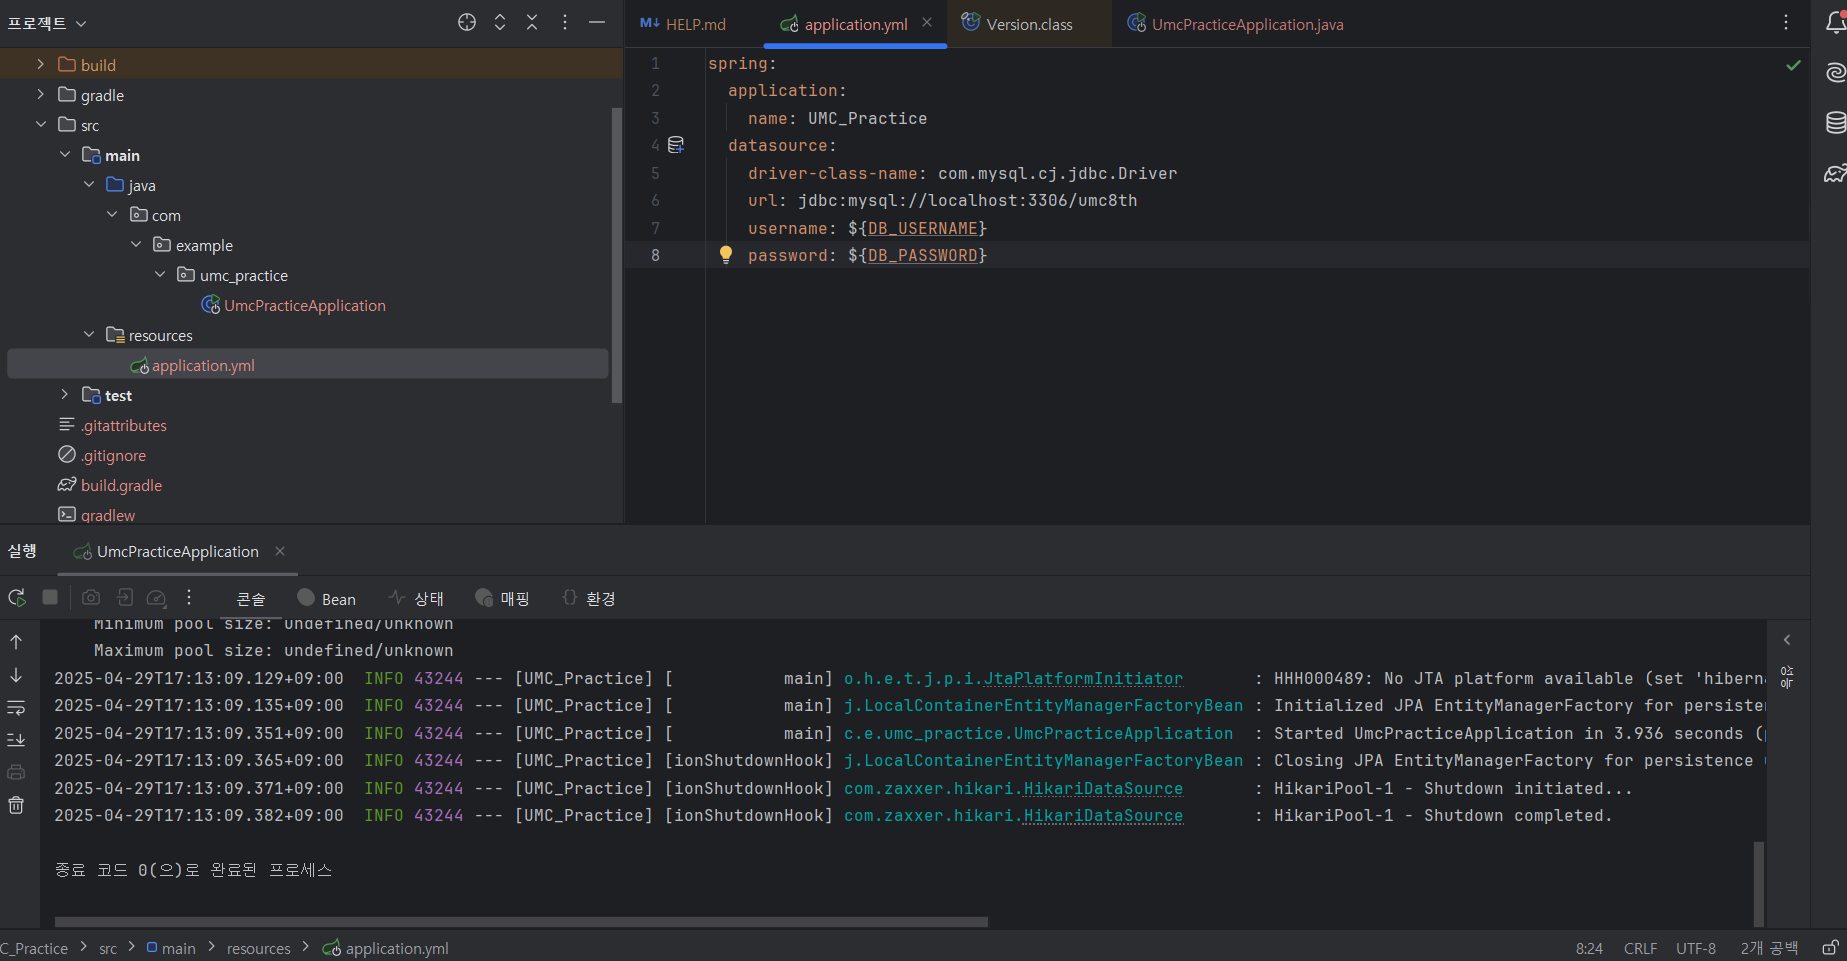 프로젝트
build
gradle
src
main
java
com
example
umc_practice
UmcPracticeApplication
resources
application.yml
test
.gitattributes
.gitignore
build.gradle
gradlew
M↓ HELP.md
application.yml
Version.class
UmcPracticeApplication.java
1 spring:
2 application:
3 name: UMC_Practice
4 datasource:
5 driver-class-name: com.mysql.cj.jdbc.Driver
6 url: jdbc:mysql://localhost:3306/umc8th
7 username: ${DB_USERNAME}
8 password: ${DB_PASSWORD}
실행 UmcPracticeApplication
콘솔 Bean 상태 매핑 환경
Minimum pool size: undefined/unknown
Maximum pool size: undefined/unknown
2025-04-29T17:13:09.129+09:00 INFO 43244 --- [UMC_Practice] [ main] o.h.e.t.j.p.i.JtaPlatformInitiator : HHH000489: No JTA platform available (set 'hiberna
2025-04-29T17:13:09.135+09:00 INFO 43244 --- [UMC_Practice] [ main] j.LocalContainerEntityManagerFactoryBean : Initialized JPA EntityManagerFactory for persisten
2025-04-29T17:13:09.351+09:00 INFO 43244 --- [UMC_Practice] [ main] c.e.umc_practice.UmcPracticeApplication : Started UmcPracticeApplication in 3.936 seconds (p
2025-04-29T17:13:09.365+09:00 INFO 43244 --- [UMC_Practice] [ionShutdownHook] j.LocalContainerEntityManagerFactoryBean : Closing JPA EntityManagerFactory for persistence
2025-04-29T17:13:09.371+09:00 INFO 43244 --- [UMC_Practice] [ionShutdownHook] com.zaxxer.hikari.HikariDataSource : HikariPool-1 - Shutdown initiated...
2025-04-29T17:13:09.382+09:00 INFO 43244 --- [UMC_Practice] [ionShutdownHook] com.zaxxer.hikari.HikariDataSource : HikariPool-1 - Shutdown completed.
종료 코드 0(으)로 완료된 프로세스
C_Practice > src > main > resources > application.yml
8:24 CRLF UTF-8 2개 공백